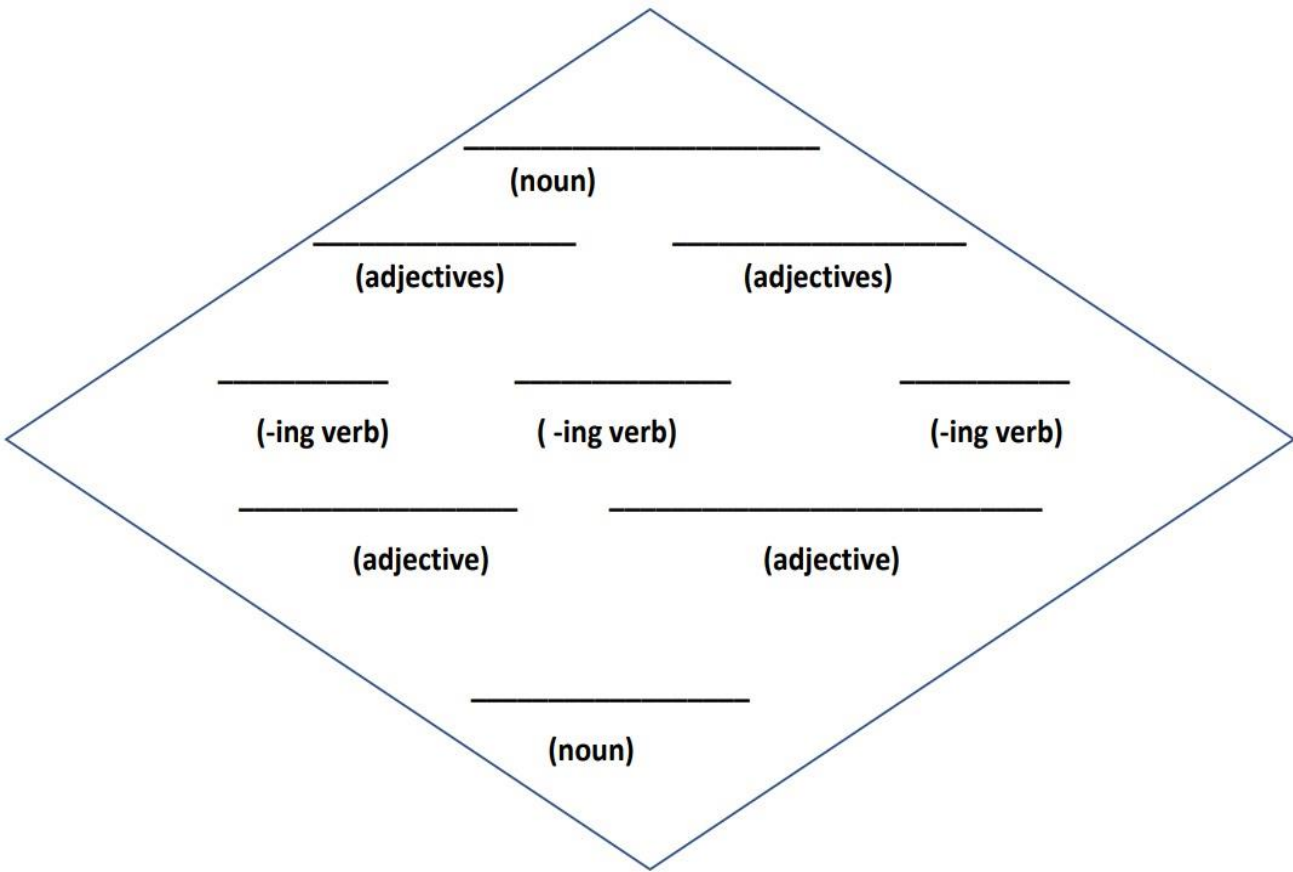 (noun)
(adjectives) (adjectives)
(-ing verb) ( -ing verb) (-ing verb)
(adjective) (adjective)
(noun)